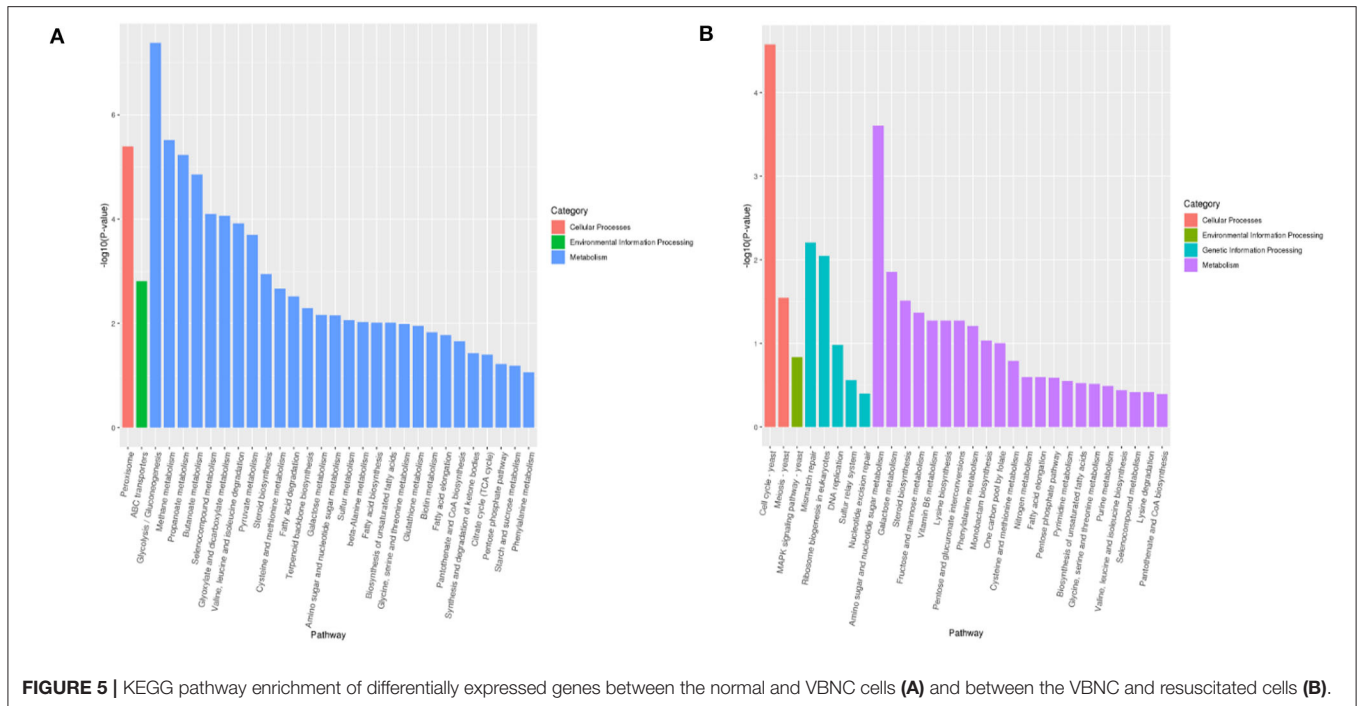 A
6
4
2
0
-log10(P-value)
Peroxisome
ABC transporters
Glycolysis / Gluconeogenesis
Methane metabolism
Propanoate metabolism
Butanoate metabolism
Selenocompound metabolism
Glyoxylate and dicarboxylate metabolism
Valine, leucine and isoleucine degradation
Pyruvate metabolism
Steroid biosynthesis
Cysteine and methionine metabolism
Fatty acid degradation
Terpenoid backbone biosynthesis
Galactose metabolism
Amino sugar and nucleotide sugar metabolism
Sulfur metabolism
beta-Alanine metabolism
Fatty acid biosynthesis
Biosynthesis of unsaturated fatty acids
Glycine, serine and threonine metabolism
Glutathione metabolism
Biotin metabolism
Fatty acid elongation
Pantothenate and CoA biosynthesis
Synthesis and degradation of ketone bodies
Citrate cycle (TCA cycle)
Pentose phosphate pathway
Starch and sucrose metabolism
Phenylalanine metabolism
Pathway
Category
Cellular Processes
Environmental Information Processing
Metabolism
B
4
3
2
1
0
-log10(P-value)
Cell cycle - yeast
Meiosis - yeast
MAPK signaling pathway - yeast
Mismatch repair
Ribosome biogenesis in eukaryotes
DNA replication
Sulfur relay system
Nucleotide excision repair
Amino sugar and nucleotide sugar metabolism
Galactose metabolism
Steroid biosynthesis
Fructose and mannose metabolism
Vitamin B6 metabolism
Lysine biosynthesis
Pentose and glucuronate interconversions
Phenylalanine metabolism
Monobactam biosynthesis
One carbon pool by folate
Cysteine and methionine metabolism
Nitrogen metabolism
Fatty acid elongation
Pentose phosphate pathway
Pyrimidine metabolism
Biosynthesis of unsaturated fatty acids
Glycine, serine and threonine metabolism
Purine metabolism
Valine, leucine and isoleucine biosynthesis
Selenocompound metabolism
Lysine degradation
Pantothenate and CoA biosynthesis
Pathway
Category
Cellular Processes
Environmental Information Processing
Genetic Information Processing
Metabolism
FIGURE 5 | KEGG pathway enrichment of differentially expressed genes between the normal and VBNC cells (A) and between the VBNC and resuscitated cells (B).